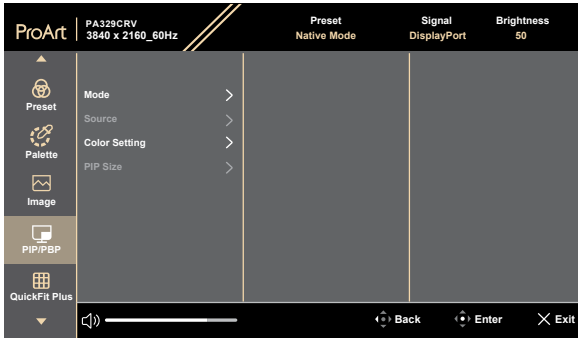 ProArt
PA329CRV
3840 x 2160_60Hz
Preset
Native Mode
Signal
DisplayPort
Brightness
50
Preset
Palette
Image
PIP/PBP
QuickFit Plus
Mode
Source
Color Setting
PIP Size
Back
Enter
Exit